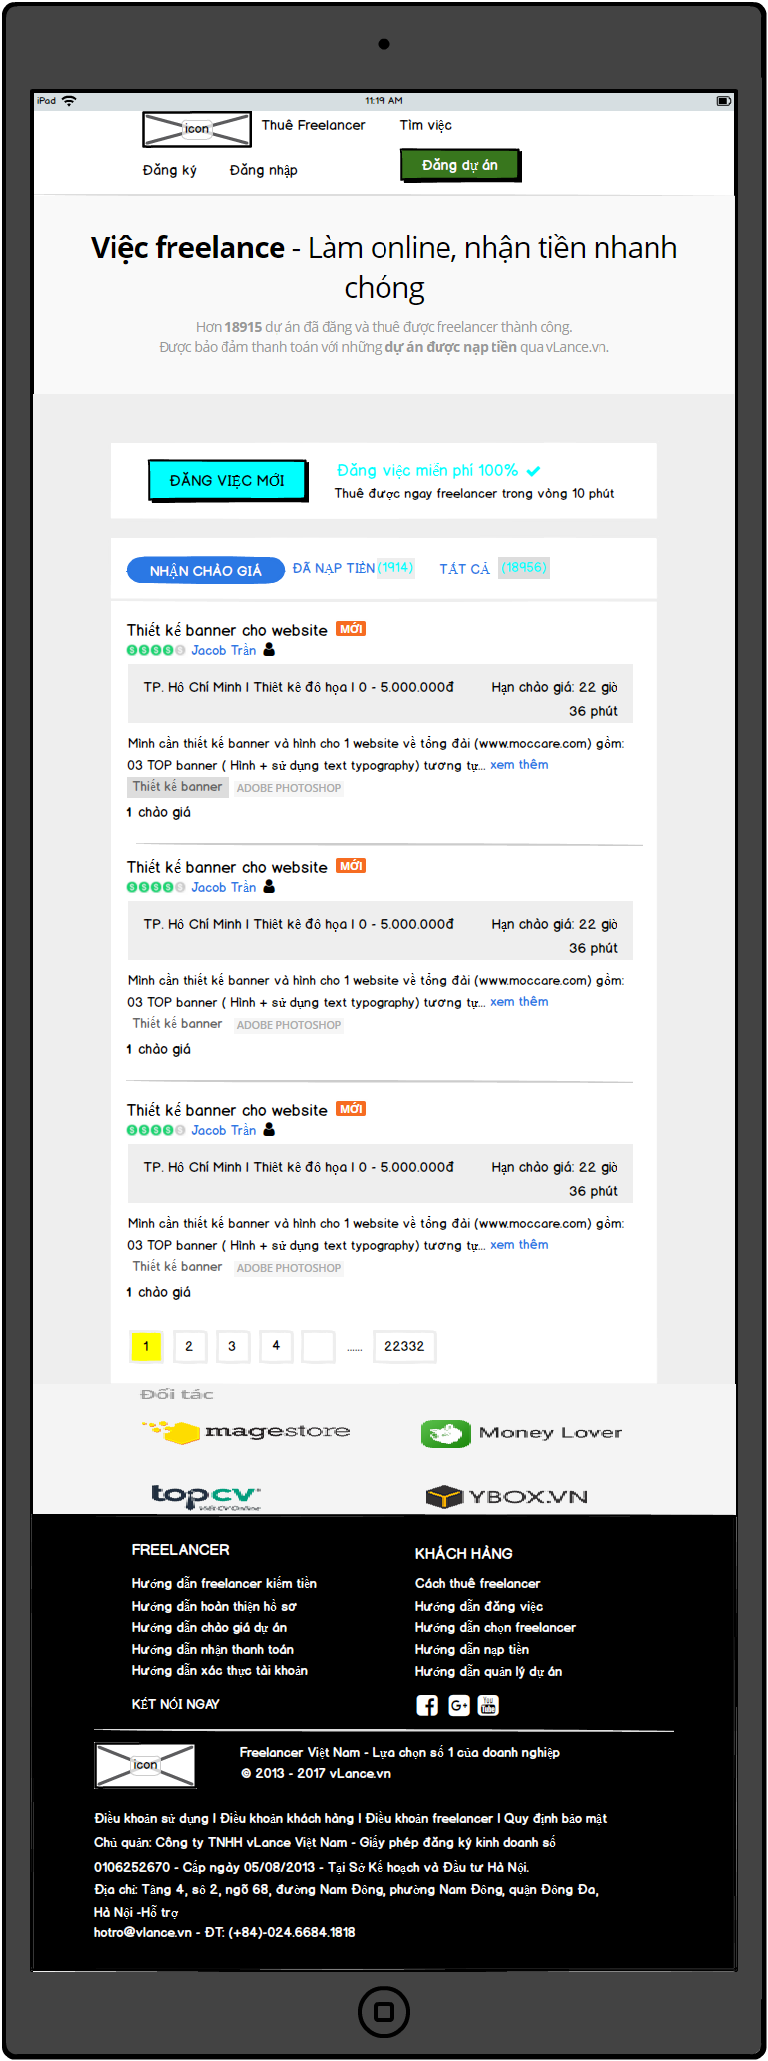 iPad 11:19 AM
icon Thuê Freelancer Tìm việc
Đăng ký Đăng nhập Đăng dự án
Việc freelance - Làm online, nhận tiền nhanh
chóng
Hơn 18915 dự án đã đăng và thuê được freelancer thành công.
Được bảo đảm thanh toán với những dự án được nạp tiền qua vLance.vn.
ĐĂNG VIỆC MỚI Đăng việc miễn phí 100%
Thuê được ngay freelancer trong vòng 10 phút
NHẬN CHÀO GIÁ ĐÃ NẠP TIỀN (1914) TẤT CẢ (18956)
Thiết kế banner cho website MỚI
Jacob Trần
TP. Hồ Chí Minh | Thiết kế đồ họa | 0 - 5.000.000đ Hạn chào giá: 22 giờ
36 phút
Mình cần thiết kế banner và hình cho 1 website về tổng đài (www.moccare.com) gồm:
03 TOP banner ( Hình + sử dụng text typography) tương tự... xem thêm
Thiết kế banner ADOBE PHOTOSHOP
1 chào giá
Thiết kế banner cho website MỚI
Jacob Trần
TP. Hồ Chí Minh | Thiết kế đồ họa | 0 - 5.000.000đ Hạn chào giá: 22 giờ
36 phút
Mình cần thiết kế banner và hình cho 1 website về tổng đài (www.moccare.com) gồm:
03 TOP banner ( Hình + sử dụng text typography) tương tự... xem thêm
Thiết kế banner ADOBE PHOTOSHOP
1 chào giá
Thiết kế banner cho website MỚI
Jacob Trần
TP. Hồ Chí Minh | Thiết kế đồ họa | 0 - 5.000.000đ Hạn chào giá: 22 giờ
36 phút
Mình cần thiết kế banner và hình cho 1 website về tổng đài (www.moccare.com) gồm:
03 TOP banner ( Hình + sử dụng text typography) tương tự... xem thêm
Thiết kế banner ADOBE PHOTOSHOP
1 chào giá
1 2 3 4 ...... 22332
Đối tác
magestore Money Lover
topcv Viết CV Online YBOX.VN
FREELANCER
Hướng dẫn freelancer kiếm tiền
Hướng dẫn hoàn thiện hồ sơ
Hướng dẫn chào giá dự án
Hướng dẫn nhận thanh toán
Hướng dẫn xác thực tài khoản
KẾT NỐI NGAY
KHÁCH HÀNG
Cách thuê freelancer
Hướng dẫn đăng việc
Hướng dẫn chọn freelancer
Hướng dẫn nạp tiền
Hướng dẫn quản lý dự án
G+ You Tube
icon Freelancer Việt Nam - Lựa chọn số 1 của doanh nghiệp
© 2013 - 2017 vLance.vn
Điều khoản sử dụng | Điều khoản khách hàng | Điều khoản freelancer | Quy định bảo mật
Chủ quản: Công ty TNHH vLance Việt Nam - Giấy phép đăng ký kinh doanh số
0106252670 - Cấp ngày 05/08/2013 - Tại Sở Kế hoạch và Đầu tư Hà Nội.
Địa chỉ: Tầng 4, số 2, ngõ 68, đường Nam Đồng, phường Nam Đồng, quận Đống Đa,
Hà Nội -Hỗ trợ
hotro@vlance.vn - ĐT: (+84)-024.6684.1818